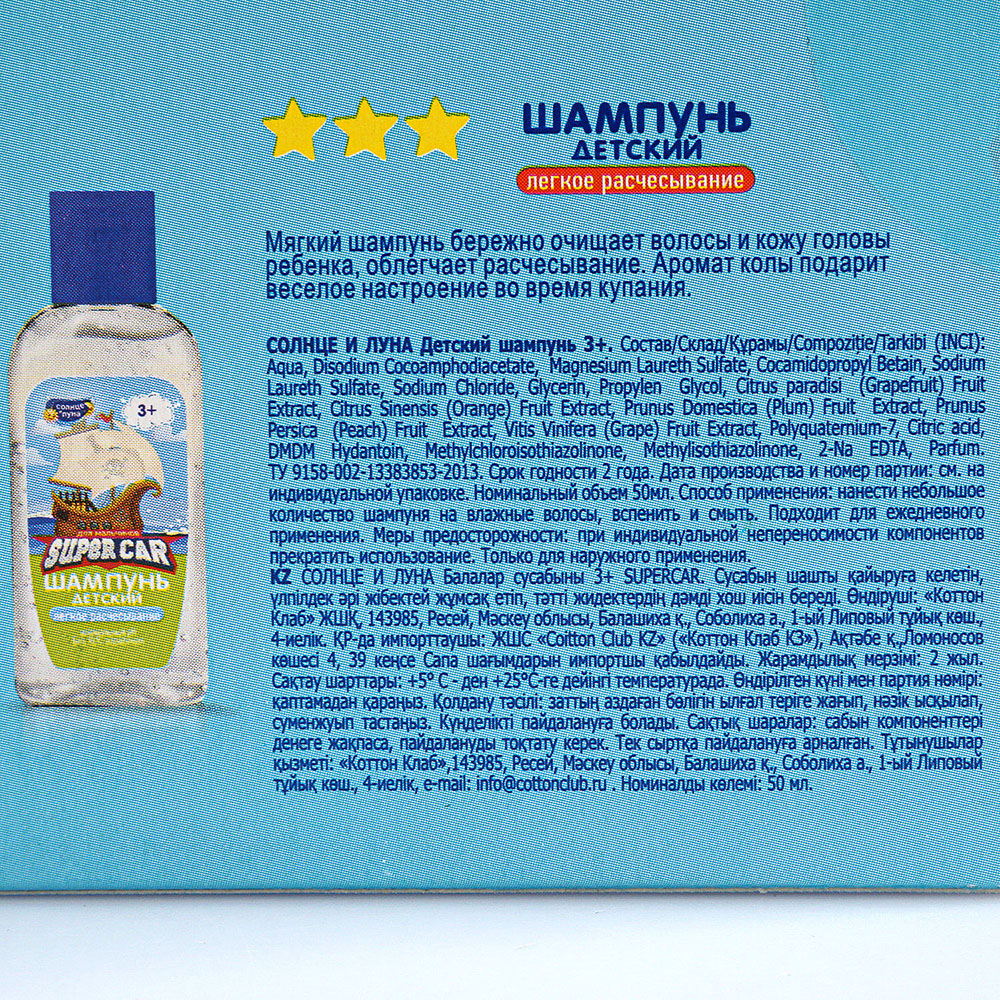 ШАМПУНЬ
ДЕТСКИЙ
легкое расчесывание
Мягкий шампунь бережно очищает волосы и кожу головы
ребенка, облегчает расчесывание. Аромат колы подарит
веселое настроение во время купания.
СОЛНЦЕ И ЛУНА Детский шампунь 3+. Состав/Склад/Құрамы/Compoziție/Tarkibi (INCI):
Aqua, Disodium Cocoamphodiacetate, Magnesium Laureth Sulfate, Cocamidopropyl Betain, Sodium
Laureth Sulfate, Sodium Chloride, Glycerin, Propylen Glycol, Citrus paradisi (Grapefruit) Fruit
Extract, Citrus Sinensis (Orange) Fruit Extract, Prunus Domestica (Plum) Fruit Extract, Prunus
Persica (Peach) Fruit Extract, Vitis Vinifera (Grape) Fruit Extract, Polyquaternium-7, Citric acid,
DMDM Hydantoin, Methylchloroisothiazolinone, Methylisothiazolinone, 2-Na EDTA, Parfum.
ТУ 9158-002-13383853-2013. Срок годности 2 года. Дата производства и номер партии: см. на
индивидуальной упаковке. Номинальный объем 50мл. Способ применения: нанести небольшое
количество шампуня на влажные волосы, вспенить и смыть. Подходит для ежедневного
применения. Меры предосторожности: при индивидуальной непереносимости компонентов
прекратить использование. Только для наружного применения.
KZ СОЛНЦЕ И ЛУНА Балалар сусабыны 3+ SUPERCAR. Сусабын шашты қайыруға келетін,
үлпілдек әрі жібектей жұмсақ етіп, тәтті жидектердің дәмді хош иісін береді. Өндіруші: «Коттон
Клаб» ЖШҚ, 143985, Ресей, Мәскеу облысы, Балашиха қ., Соболиха а., 1-ый Липовый тұйық көш.,
4-иелік. ҚР-да импорттаушы: ЖШС «Coitton Club KZ» («Коттон Клаб КЗ»), Ақтәбе қ.,Ломоносов
көшесі 4, 39 кеңсе Сапа шағымдарын импортшы қабылдайды. Жарамдылық мерзімі: 2 жыл.
Сақтау шарттары: +5° С - ден +25°С-ге дейінгі температурада. Өндірілген күні мен партия нөмірі:
қаптамадан қараңыз. Қолдану тәсілі: заттың аздаған бөлігін ылғал теріге жағып, нәзік ысқылап,
суменжуып тастаңыз. Күнделікті пайдалануға болады. Сақтық шаралар: сабын компоненттері
денеге жақпаса, пайдалануды тоқтату керек. Тек сыртқа пайдалануға арналған. Тұтынушылар
қызметі: «Коттон Клаб»,143985, Ресей, Мәскеу облысы, Балашиха қ., Соболиха а., 1-ый Липовый
тұйық көш., 4-иелік, e-mail: info@cottonclub.ru . Номиналды көлемі: 50 мл.
солнце
луна
3+
для мальчиков
SUPER CAR
ШАМПУНЬ
ДЕТСКИЙ
легкое расчесывание